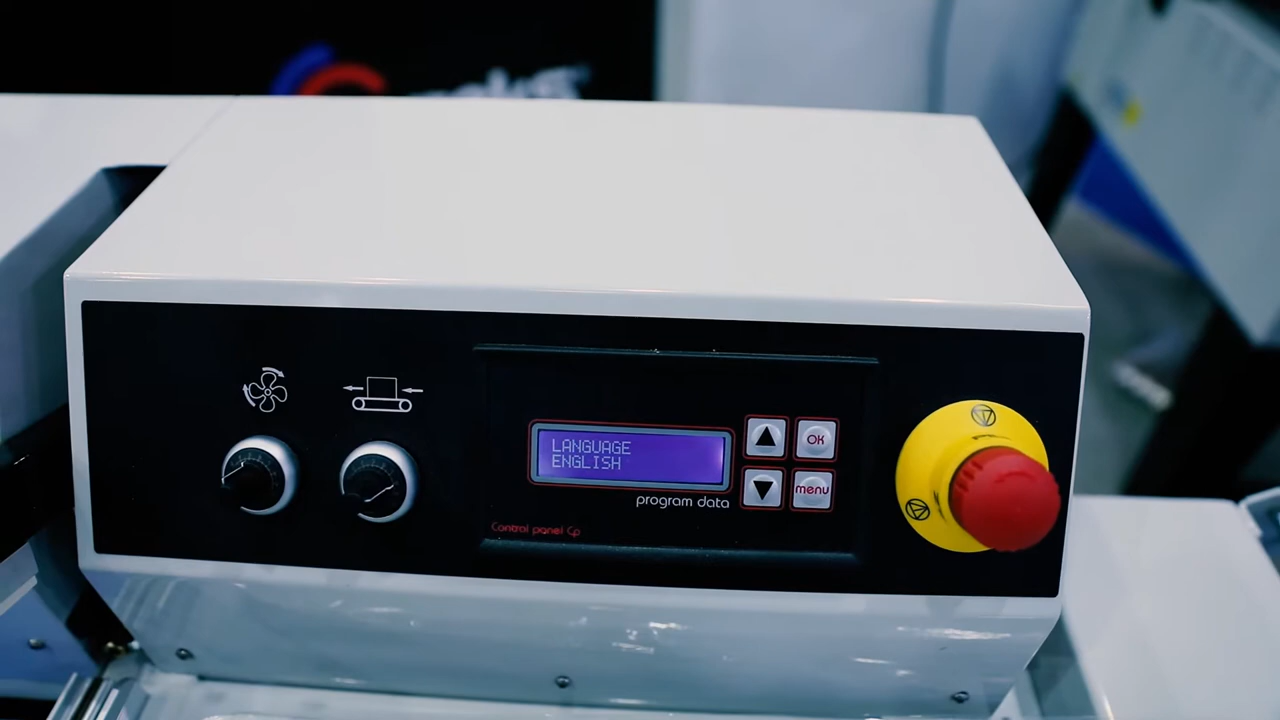 LANGUAGE
ENGLISH
OK
menu
program data
Control panel Cp